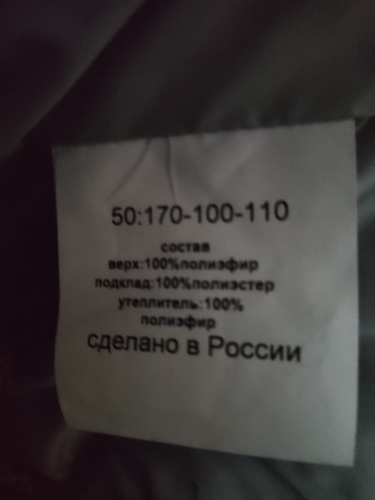 50:170-100-110
состав
верх:100%полиэфир
подклад:100%полиэстер
утеплитель:100%
полиэфир
сделано в России